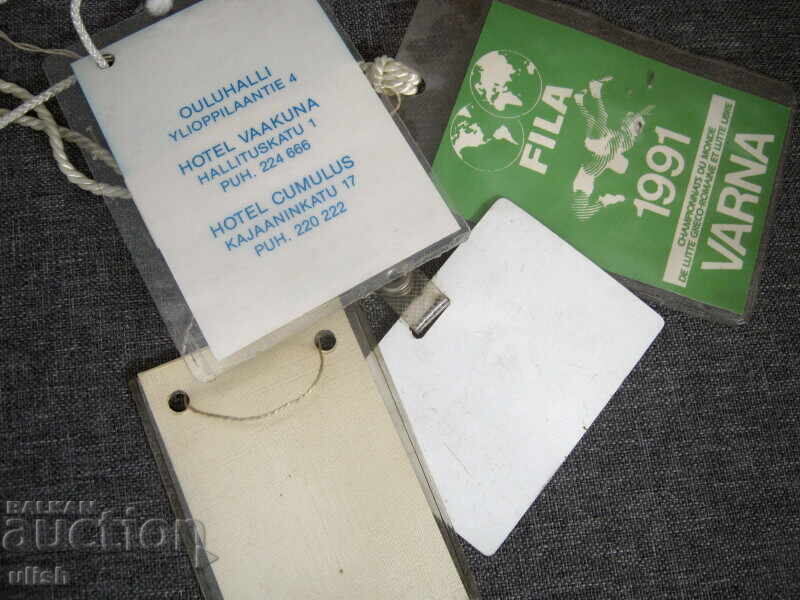 OULUHALLI
YLIOPPILAANTIE 4
HOTEL VAAKUNA
HALLITUSKATU 1
PUH. 224 666
HOTEL CUMULUS
KAJAANINKATU 17
PUH. 220 222
FILA
1991
CHAMPIONNATS DU MONDE
DE LUTTE GRECO-ROMAINE ET LUTTE LIBRE
VARNA
BALKAN
auction
ulish